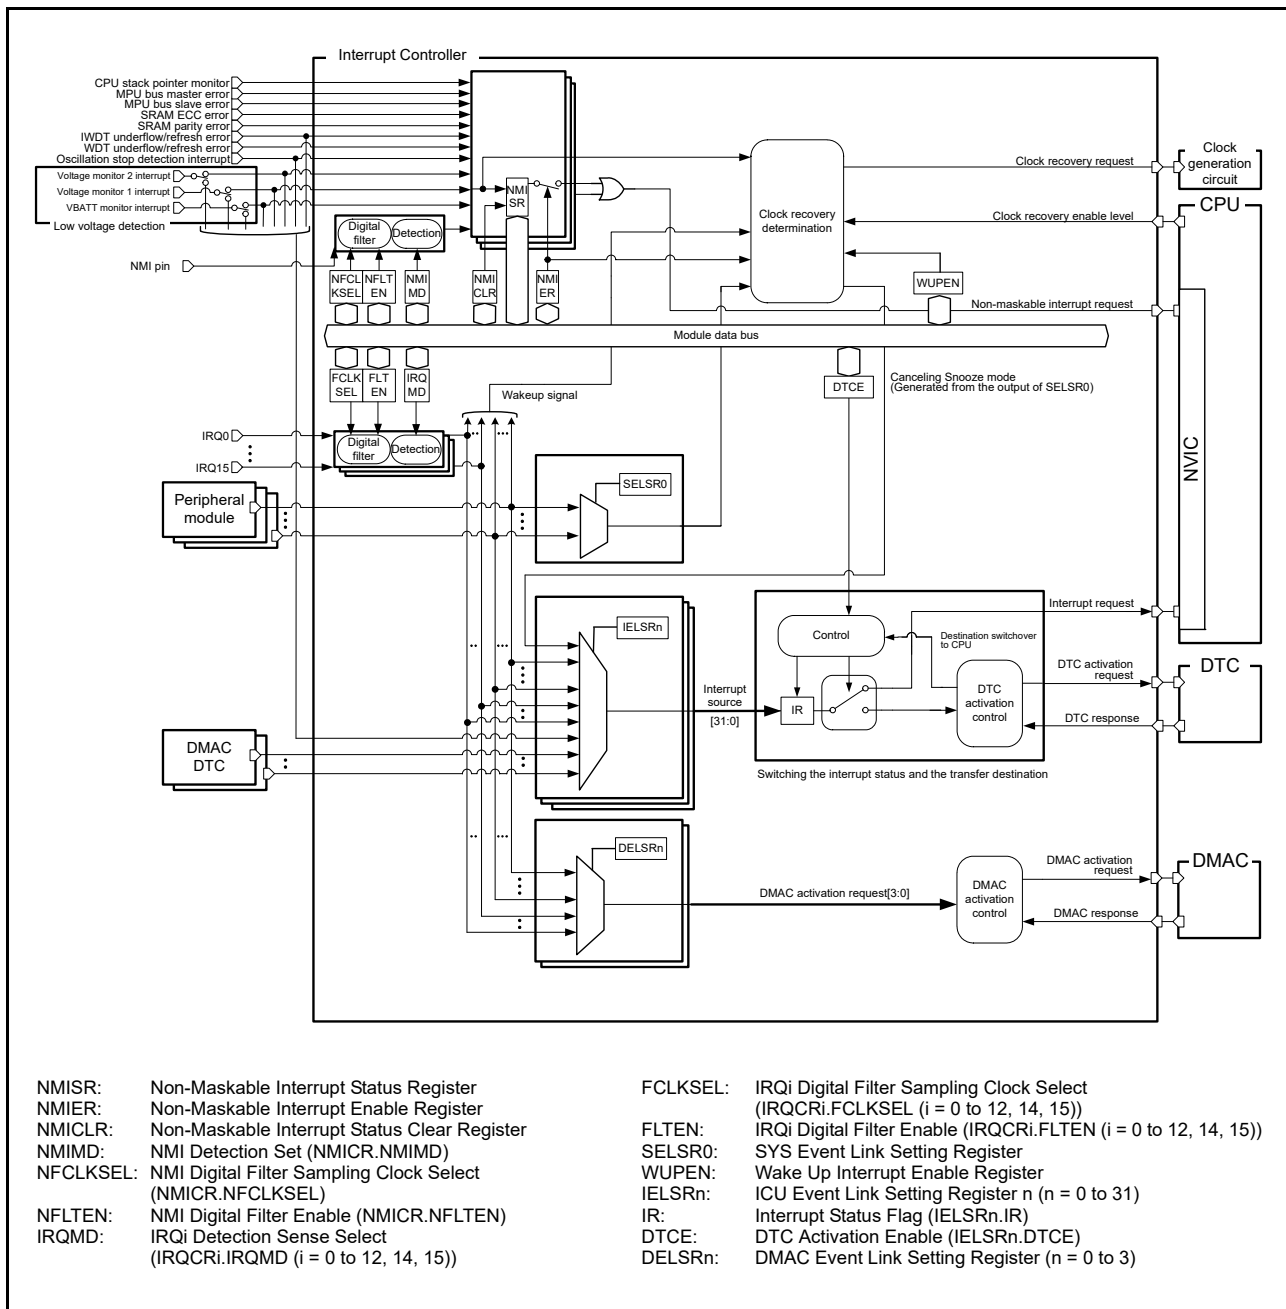 Interrupt Controller
CPU stack pointer monitor
MPU bus master error
MPU bus slave error
SRAM ECC error
SRAM parity error
IWDT underflow/refresh error
WDT underflow/refresh error
Oscillation stop detection interrupt
Voltage monitor 2 interrupt
Voltage monitor 1 interrupt
VBATT monitor interrupt
Low voltage detection
NMI pin
Digital
filter
Detection
NFCL
KSEL
NFLT
EN
NMI
MD
NMI
CLR
NMI
SR
NMI
ER
Clock recovery
determination
WUPEN
Clock recovery request
Clock
generation
circuit
Clock recovery enable level
CPU
Non-maskable interrupt request
NVIC
Module data bus
FCLK
SEL
FLT
EN
IRQ
MD
Wakeup signal
DTCE
Canceling Snooze mode
(Generated from the output of SELSR0)
IRQ0
IRQ15
Digital
filter
Detection
Peripheral
module
SELSR0
IELSRn
Interrupt
source
[31:0]
Control
IR
Destination switchover
to CPU
DTC
activation
control
Interrupt request
DTC activation
request
DTC response
DTC
Switching the interrupt status and the transfer destination
DMAC
DTC
DELSRn
DMAC activation request[3:0]
DMAC
activation
control
DMAC activation
request
DMAC response
DMAC
NMISR: Non-Maskable Interrupt Status Register
NMIER: Non-Maskable Interrupt Enable Register
NMICLR: Non-Maskable Interrupt Status Clear Register
NMIMD: NMI Detection Set (NMICR.NMIMD)
NFCLKSEL: NMI Digital Filter Sampling Clock Select
(NMICR.NFCLKSEL)
NFLTEN: NMI Digital Filter Enable (NMICR.NFLTEN)
IRQMD: IRQi Detection Sense Select
(IRQCRi.IRQMD (i = 0 to 12, 14, 15))
FCLKSEL: IRQi Digital Filter Sampling Clock Select
(IRQCRi.FCLKSEL (i = 0 to 12, 14, 15))
FLTEN: IRQi Digital Filter Enable (IRQCRi.FLTEN (i = 0 to 12, 14, 15))
SELSR0: SYS Event Link Setting Register
WUPEN: Wake Up Interrupt Enable Register
IELSRn: ICU Event Link Setting Register n (n = 0 to 31)
IR: Interrupt Status Flag (IELSRn.IR)
DTCE: DTC Activation Enable (IELSRn.DTCE)
DELSRn: DMAC Event Link Setting Register (n = 0 to 3)